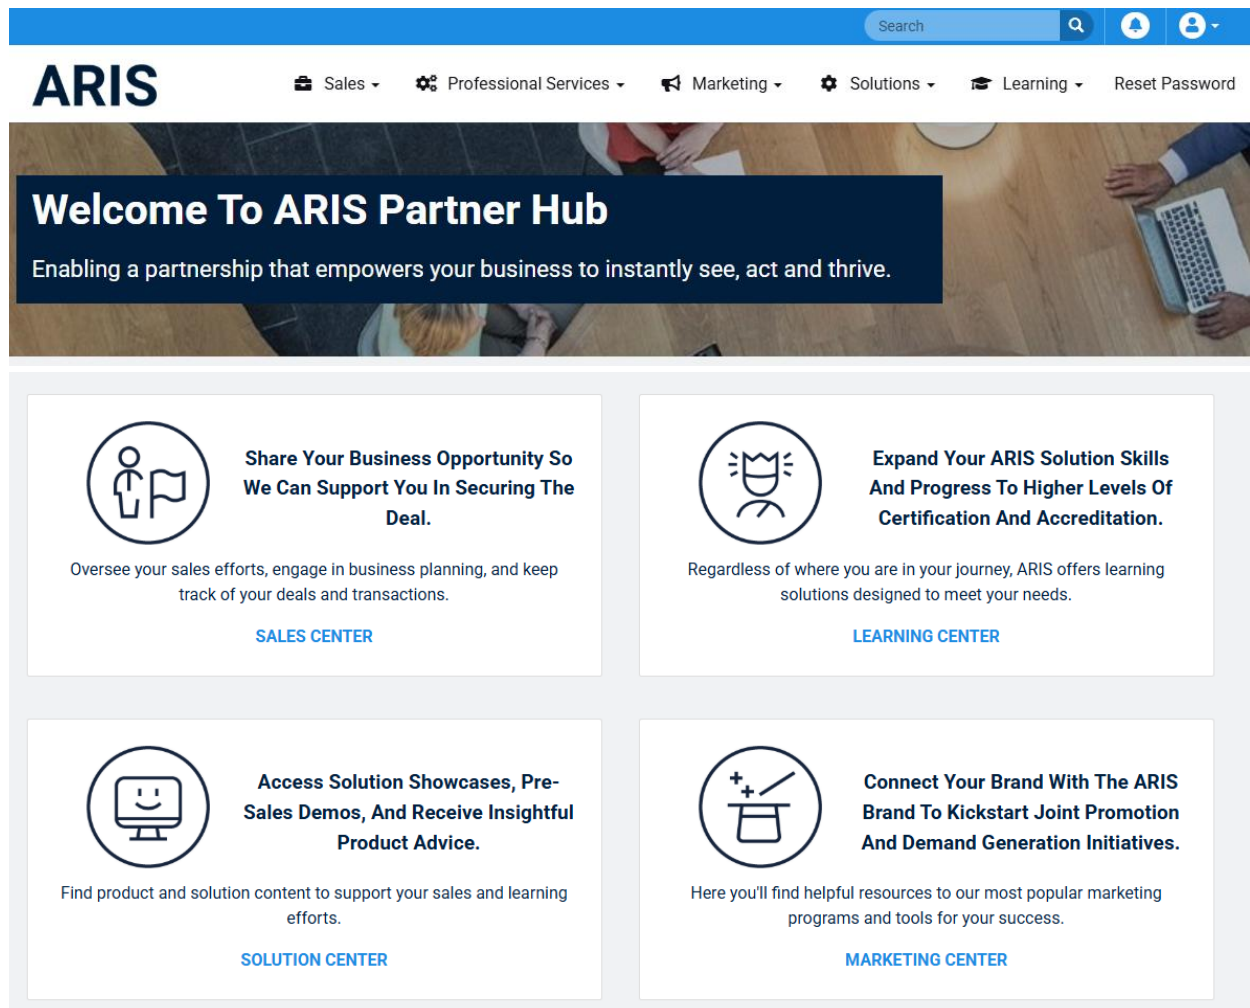 Search
ARIS
Sales
Professional Services
Marketing
Solutions
Learning
Reset Password
Welcome To ARIS Partner Hub
Enabling a partnership that empowers your business to instantly see, act and thrive.
Share Your Business Opportunity So
We Can Support You In Securing The
Deal.
Oversee your sales efforts, engage in business planning, and keep
track of your deals and transactions.
SALES CENTER
Expand Your ARIS Solution Skills
And Progress To Higher Levels Of
Certification And Accreditation.
Regardless of where you are in your journey, ARIS offers learning
solutions designed to meet your needs.
LEARNING CENTER
Access Solution Showcases, Pre-
Sales Demos, And Receive Insightful
Product Advice.
Find product and solution content to support your sales and learning
efforts.
SOLUTION CENTER
Connect Your Brand With The ARIS
Brand To Kickstart Joint Promotion
And Demand Generation Initiatives.
Here you'll find helpful resources to our most popular marketing
programs and tools for your success.
MARKETING CENTER